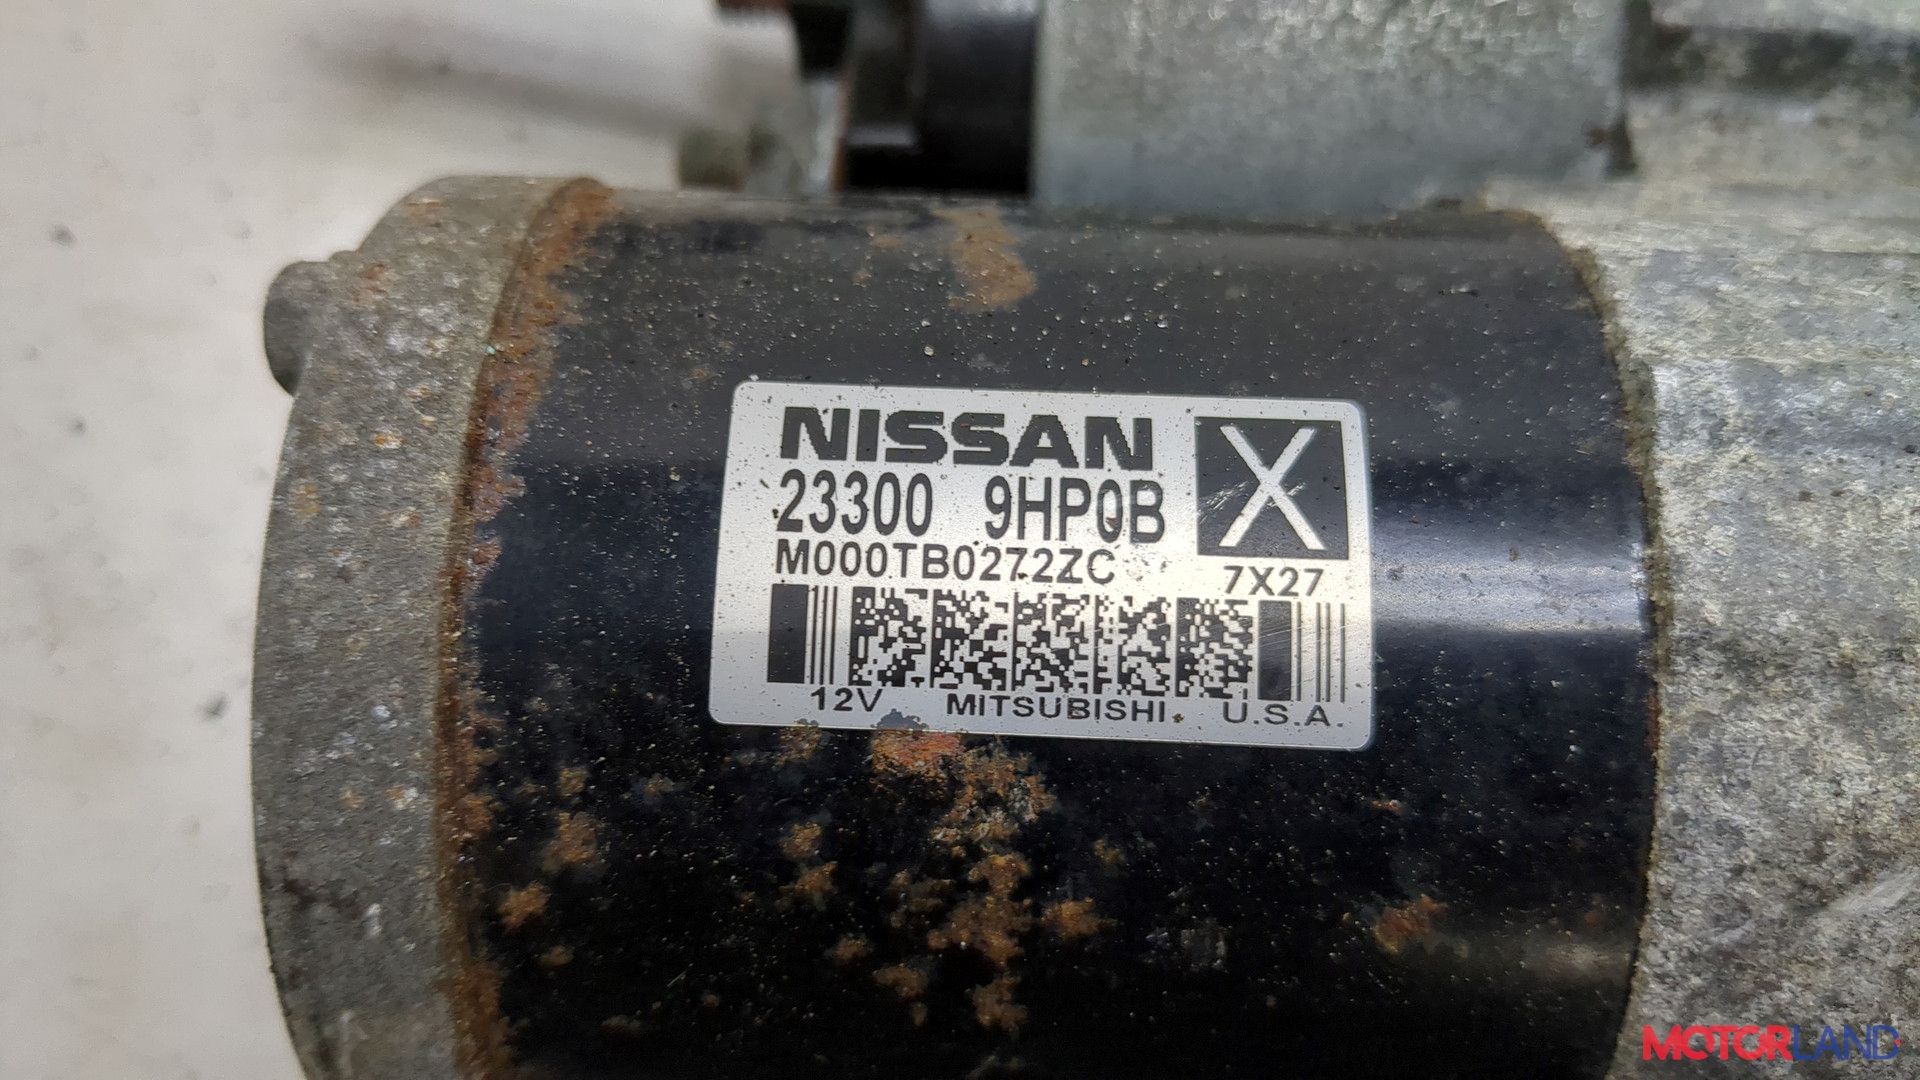 NISSAN X
23300 9HP0B
M000TB0272ZC 7X27
12V MITSUBISHI U.S.A.
MOTORLAND